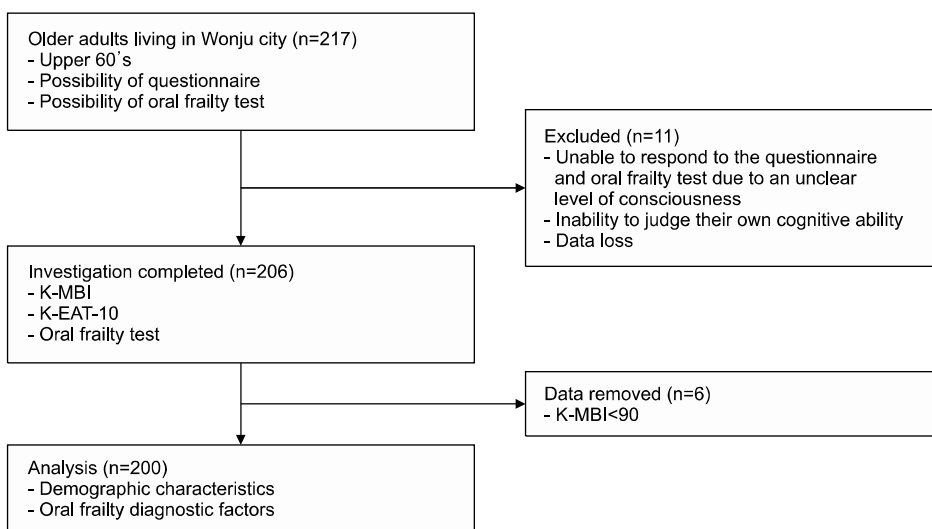 Older adults living in Wonju city (n=217)
- Upper 60's
- Possibility of questionnaire
- Possibility of oral frailty test
Excluded (n=11)
- Unable to respond to the questionnaire
and oral frailty test due to an unclear
level of consciousness
- Inability to judge their own cognitive ability
- Data loss
Investigation completed (n=206)
- K-MBI
- K-EAT-10
- Oral frailty test
Data removed (n=6)
- K-MBI<90
Analysis (n=200)
- Demographic characteristics
- Oral frailty diagnostic factors